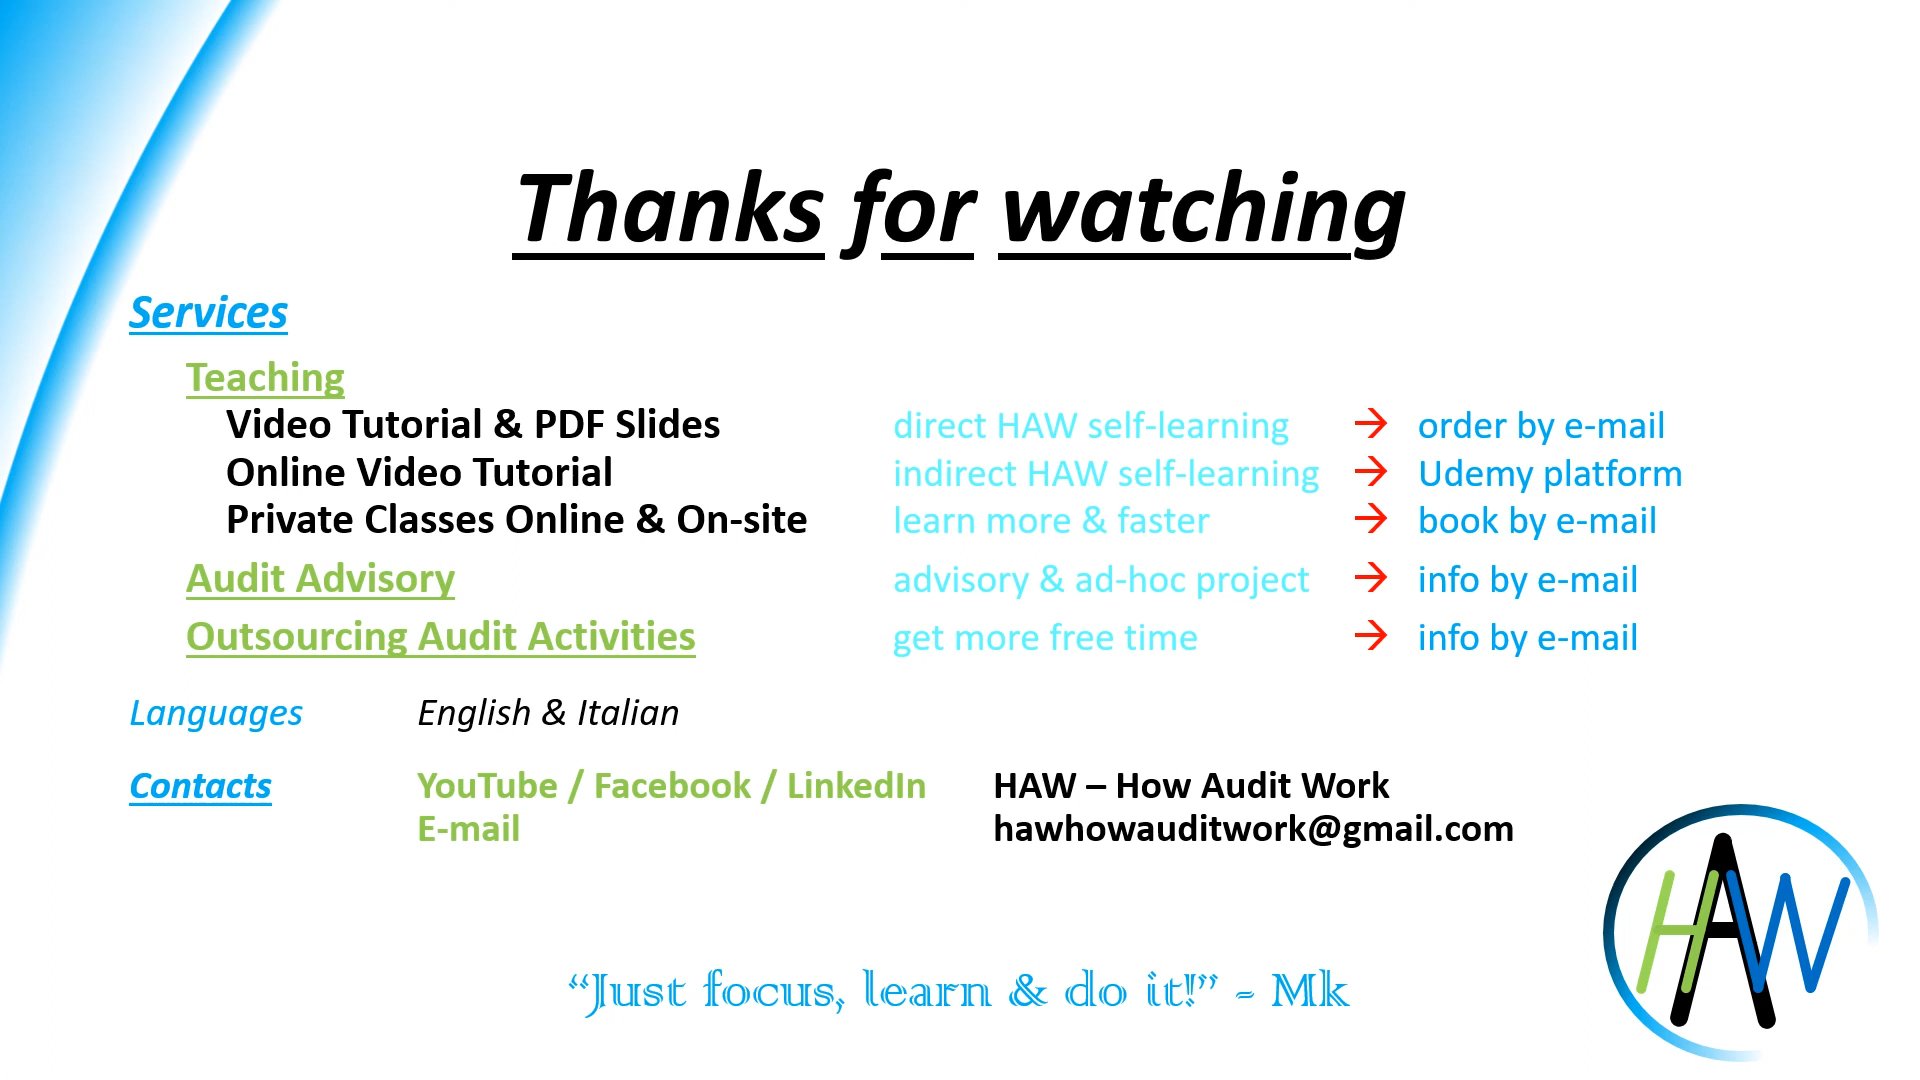 Thanks for watching
Services
Teaching
Video Tutorial & PDF Slides direct HAW self-learning → order by e-mail
Online Video Tutorial indirect HAW self-learning → Udemy platform
Private Classes Online & On-site learn more & faster → book by e-mail
Audit Advisory advisory & ad-hoc project → info by e-mail
Outsourcing Audit Activities get more free time → info by e-mail
Languages English & Italian
Contacts YouTube / Facebook / LinkedIn HAW – How Audit Work
E-mail hawhowauditwork@gmail.com
HAW
“Just focus, learn & do it!” - Mk